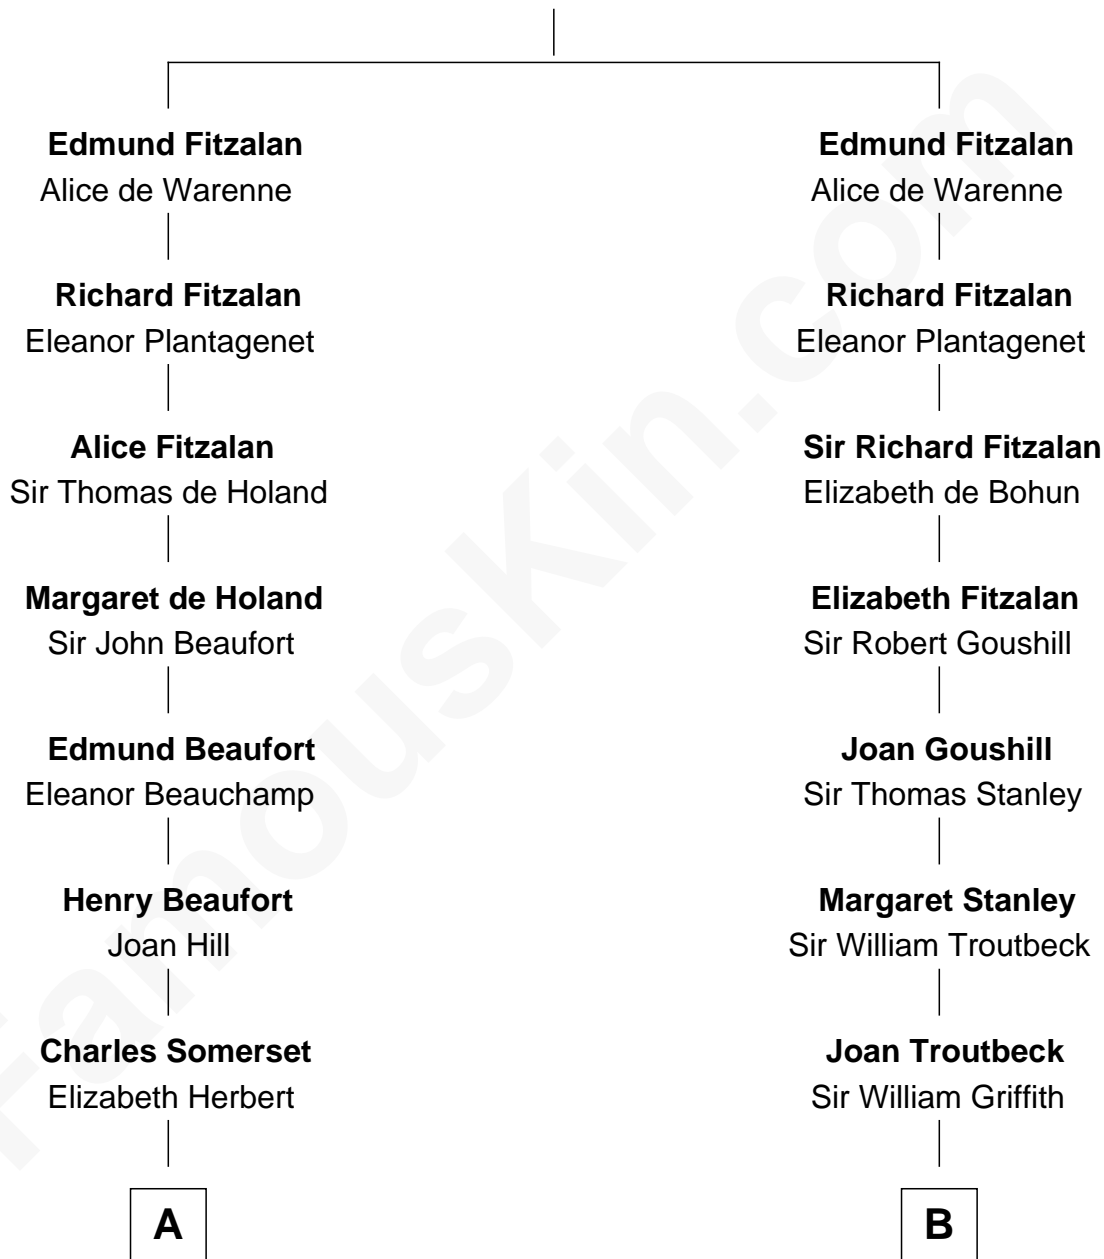 Edmund Fitzalan
Alice de Warenne
Richard Fitzalan
Eleanor Plantagenet
Alice Fitzalan
Sir Thomas de Holand
Margaret de Holand
Sir John Beaufort
Edmund Beaufort
Eleanor Beauchamp
Henry Beaufort
Joan Hill
Charles Somerset
Elizabeth Herbert
A
Edmund Fitzalan
Alice de Warenne
Richard Fitzalan
Eleanor Plantagenet
Sir Richard Fitzalan
Elizabeth de Bohun
Elizabeth Fitzalan
Sir Robert Goushill
Joan Goushill
Sir Thomas Stanley
Margaret Stanley
Sir William Troutbeck
Joan Troutbeck
Sir William Griffith
B
FamousKin.com